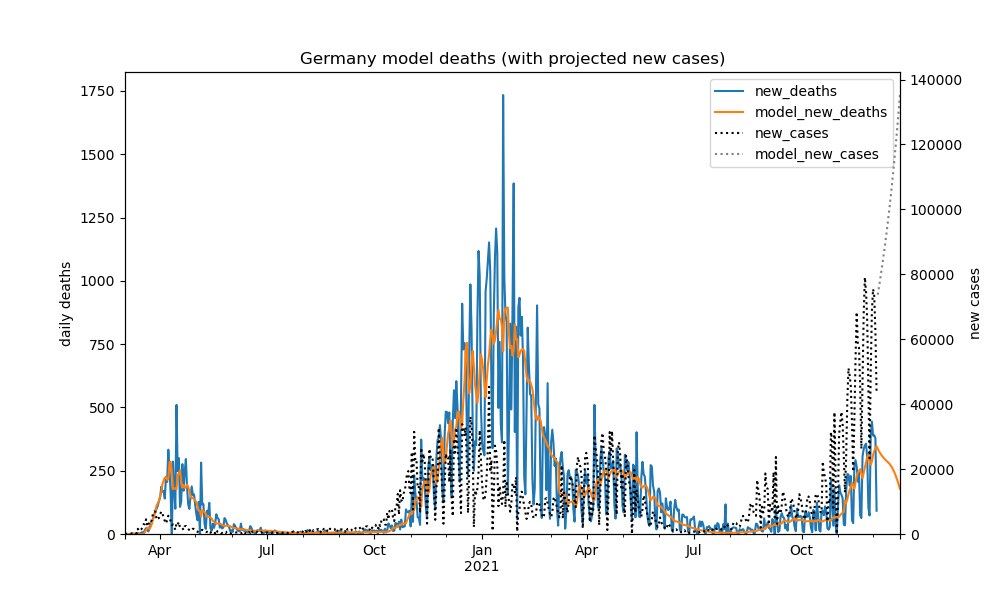 Germany model deaths (with projected new cases)
new_deaths
model_new_deaths
new_cases
model_new_cases
daily deaths
1750
1500
1250
1000
750
500
250
0
new cases
140000
120000
100000
80000
60000
40000
20000
0
Apr Jul Oct Jan Apr Jul Oct
2021